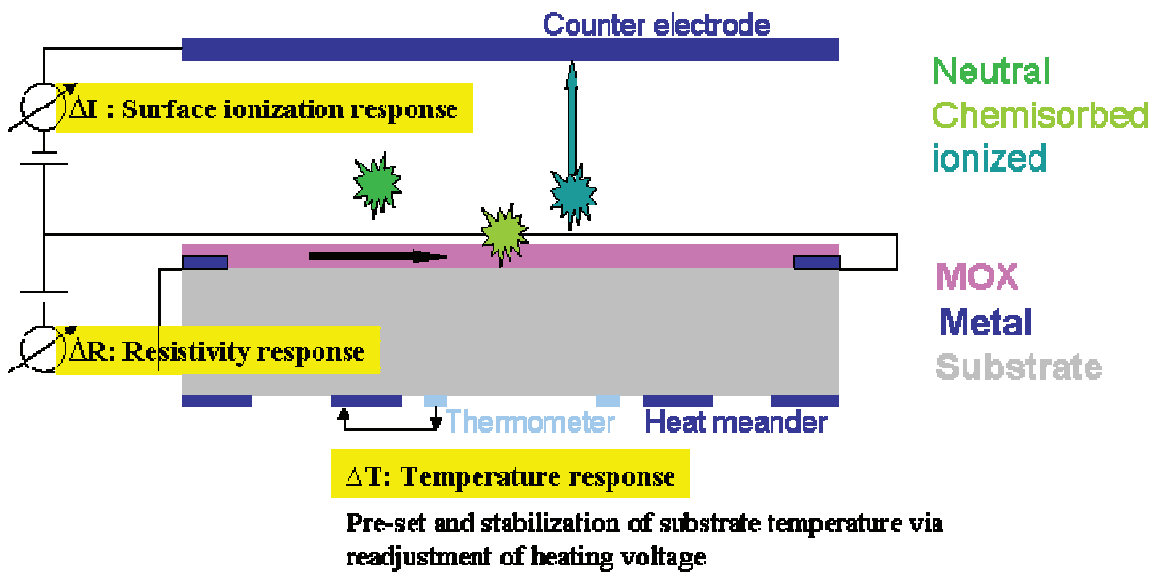 Counter electrode
Neutral
Chemisorbed
ionized
ΔI : Surface ionization response
MOX
Metal
Substrate
ΔR: Resistivity response
Thermometer
Heat meander
ΔT: Temperature response
Pre-set and stabilization of substrate temperature via
readjustment of heating voltage